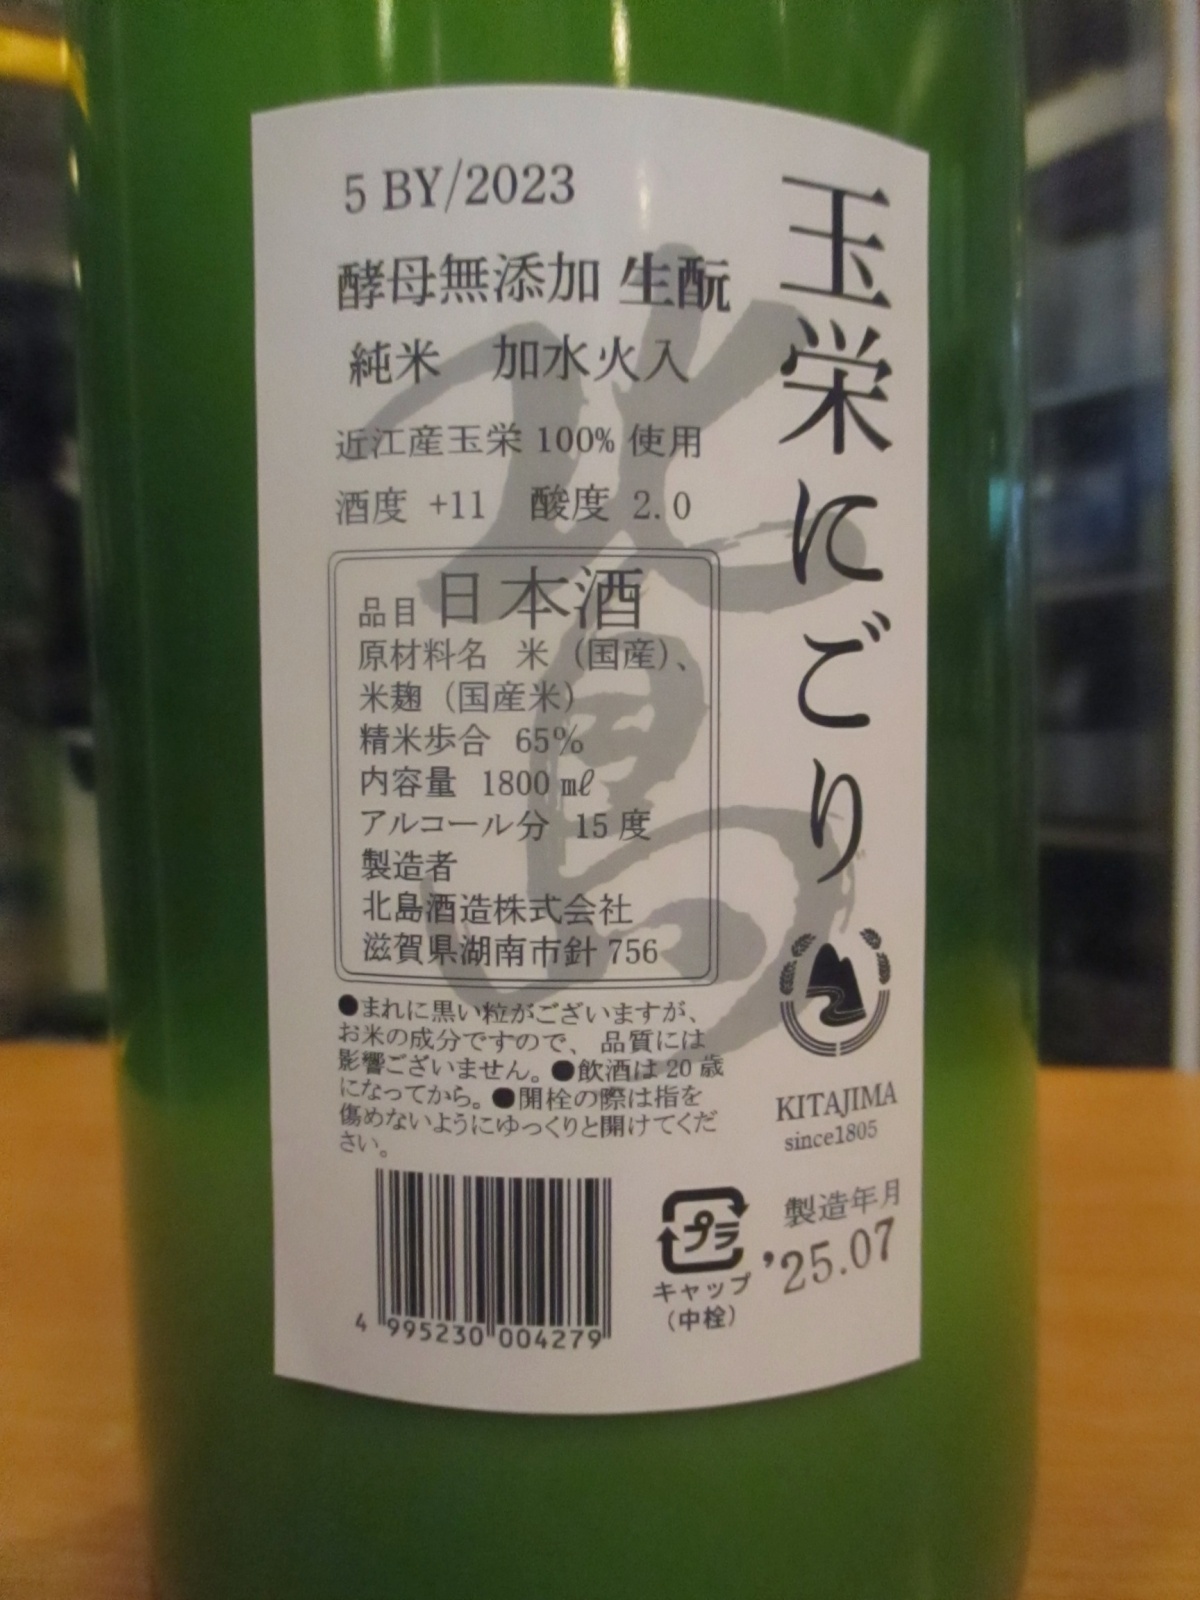 玉栄にごり
5 BY/2023
酵母無添加 生酛
純米 加水火入
近江産玉栄 100% 使用
酒度 +11 酸度 2.0
品目 日本酒
原材料名 米（国産）、
米麹（国産米）
精米歩合 65%
内容量 1800 ㎖
アルコール分 15 度
製造者
北島酒造株式会社
滋賀県湖南市針 756
●まれに黒い粒がございますが、
お米の成分ですので、品質には
影響ございません。●飲酒は 20 歳
になってから。●開栓の際は指を
傷めないようにゆっくりと開けてくだ
さい。
北島
KITAJIMA
since1805
製造年月
'25.07
プラ
キャップ
（中栓）
4 995230 004279